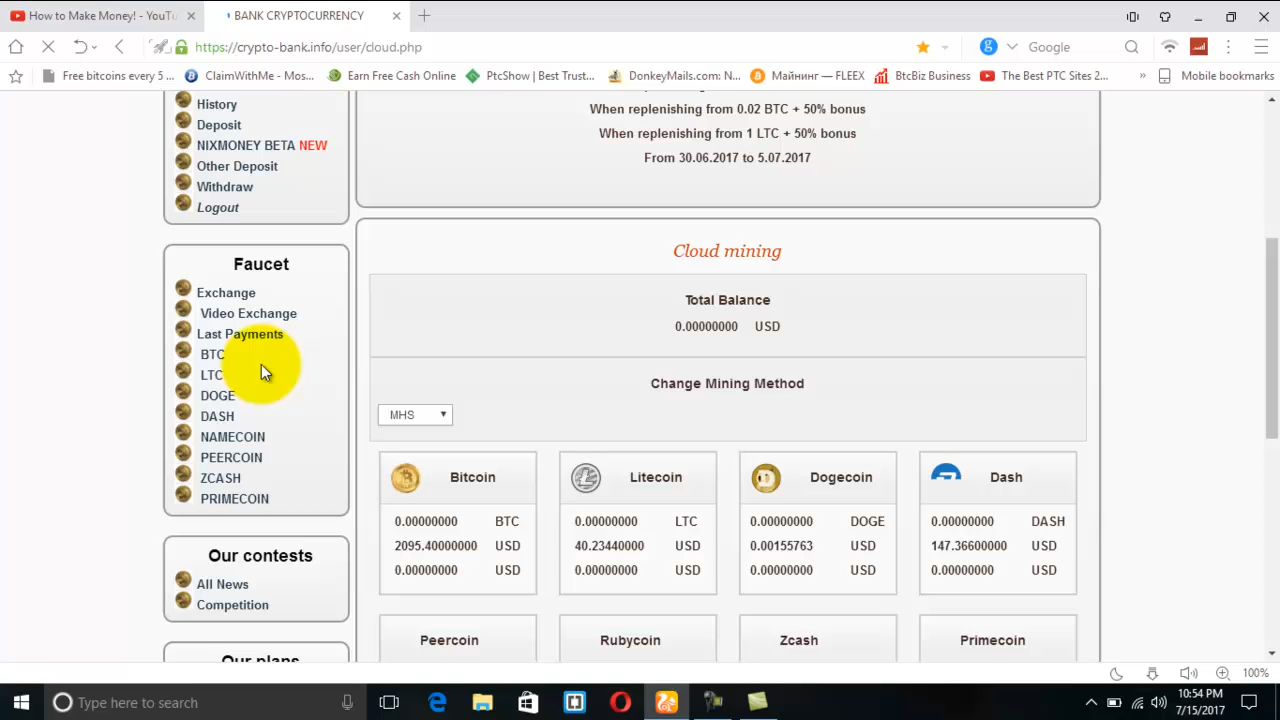 How to Make Money! - YouTu
BANK CRYPTOCURRENCY
https://crypto-bank.info/user/cloud.php
Google
Free bitcoins every 5 ...
ClaimWithMe - Mos...
Earn Free Cash Online
PtcShow | Best Trust...
DonkeyMails.com: N...
Майнинг — FLEEX
BtcBiz Business
The Best PTC Sites 2...
Mobile bookmarks
History
Deposit
NIXMONEY BETA NEW
Other Deposit
Withdraw
Logout
When replenishing from 0.02 BTC + 50% bonus
When replenishing from 1 LTC + 50% bonus
From 30.06.2017 to 5.07.2017
Faucet
Exchange
Video Exchange
Last Payments
BTC
LTC
DOGE
DASH
NAMECOIN
PEERCOIN
ZCASH
PRIMECOIN
Our contests
All News
Competition
Our plans
Cloud mining
Total Balance
0.00000000 USD
Change Mining Method
MHS
Bitcoin
0.00000000 BTC
2095.40000000 USD
0.00000000 USD
Litecoin
0.00000000 LTC
40.23440000 USD
0.00000000 USD
Dogecoin
0.00000000 DOGE
0.00155763 USD
0.00000000 USD
Dash
0.00000000 DASH
147.36600000 USD
0.00000000 USD
Peercoin
Rubycoin
Zcash
Primecoin
100%
Type here to search
10:54 PM
7/15/2017